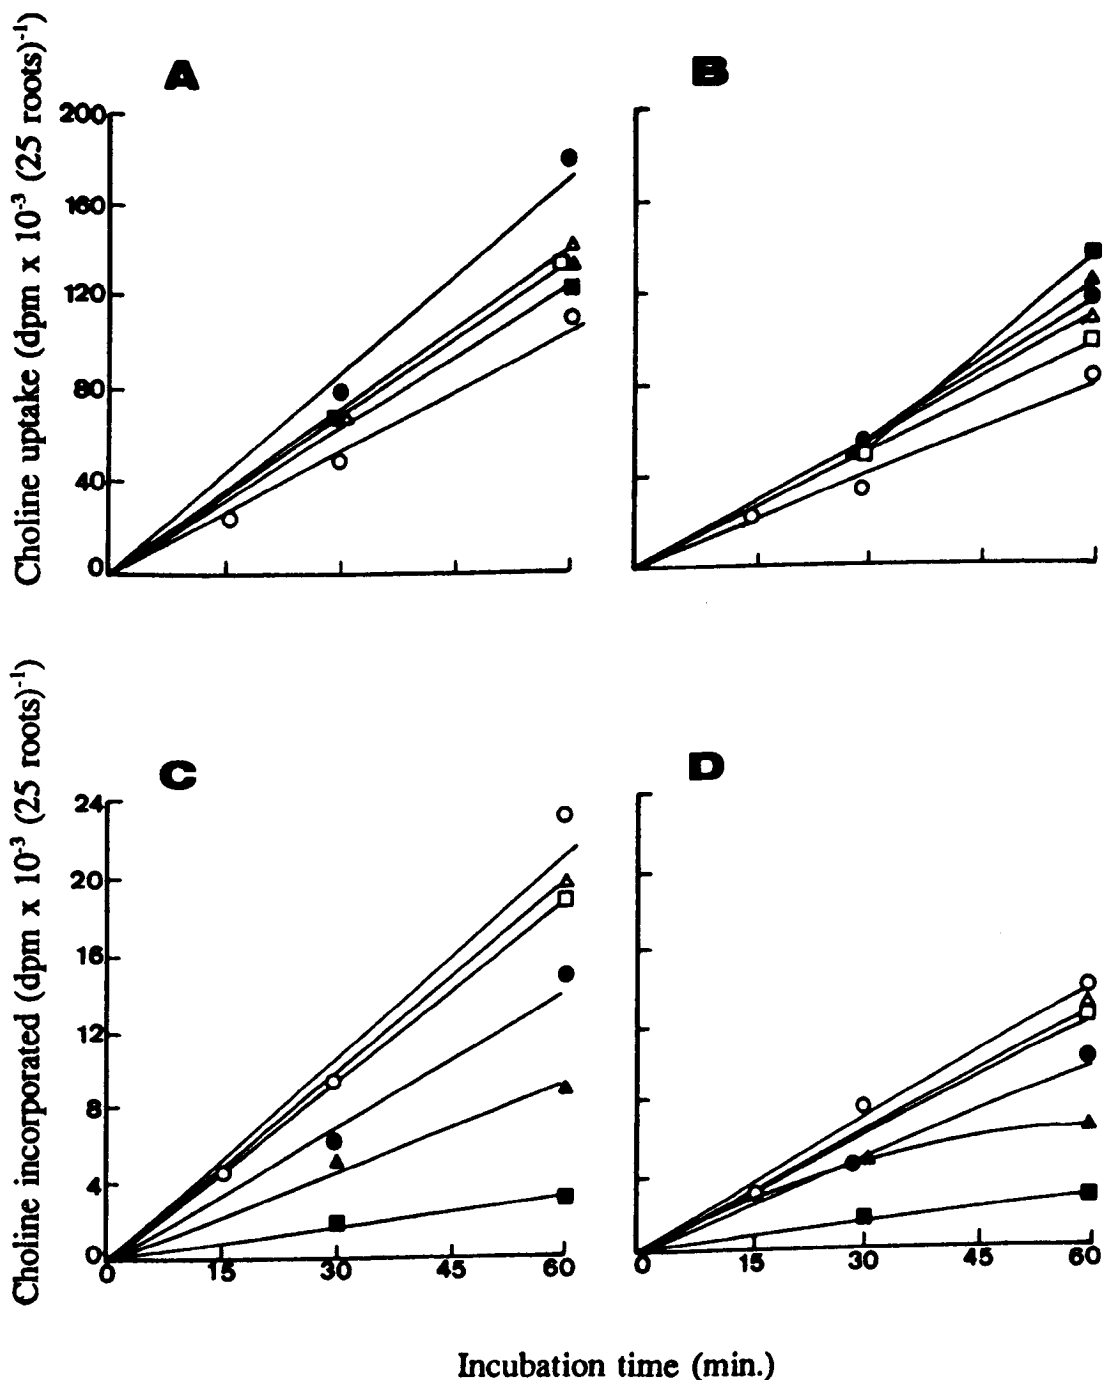 A
B
Choline uptake (dpm x 10-3 (25 roots)-1)
200
160
120
80
40
0
C
D
Choline incorporated (dpm x 10-3 (25 roots)-1)
24
20
16
12
8
4
0
0 15 30 45 60
0 15 30 45 60
Incubation time (min.)